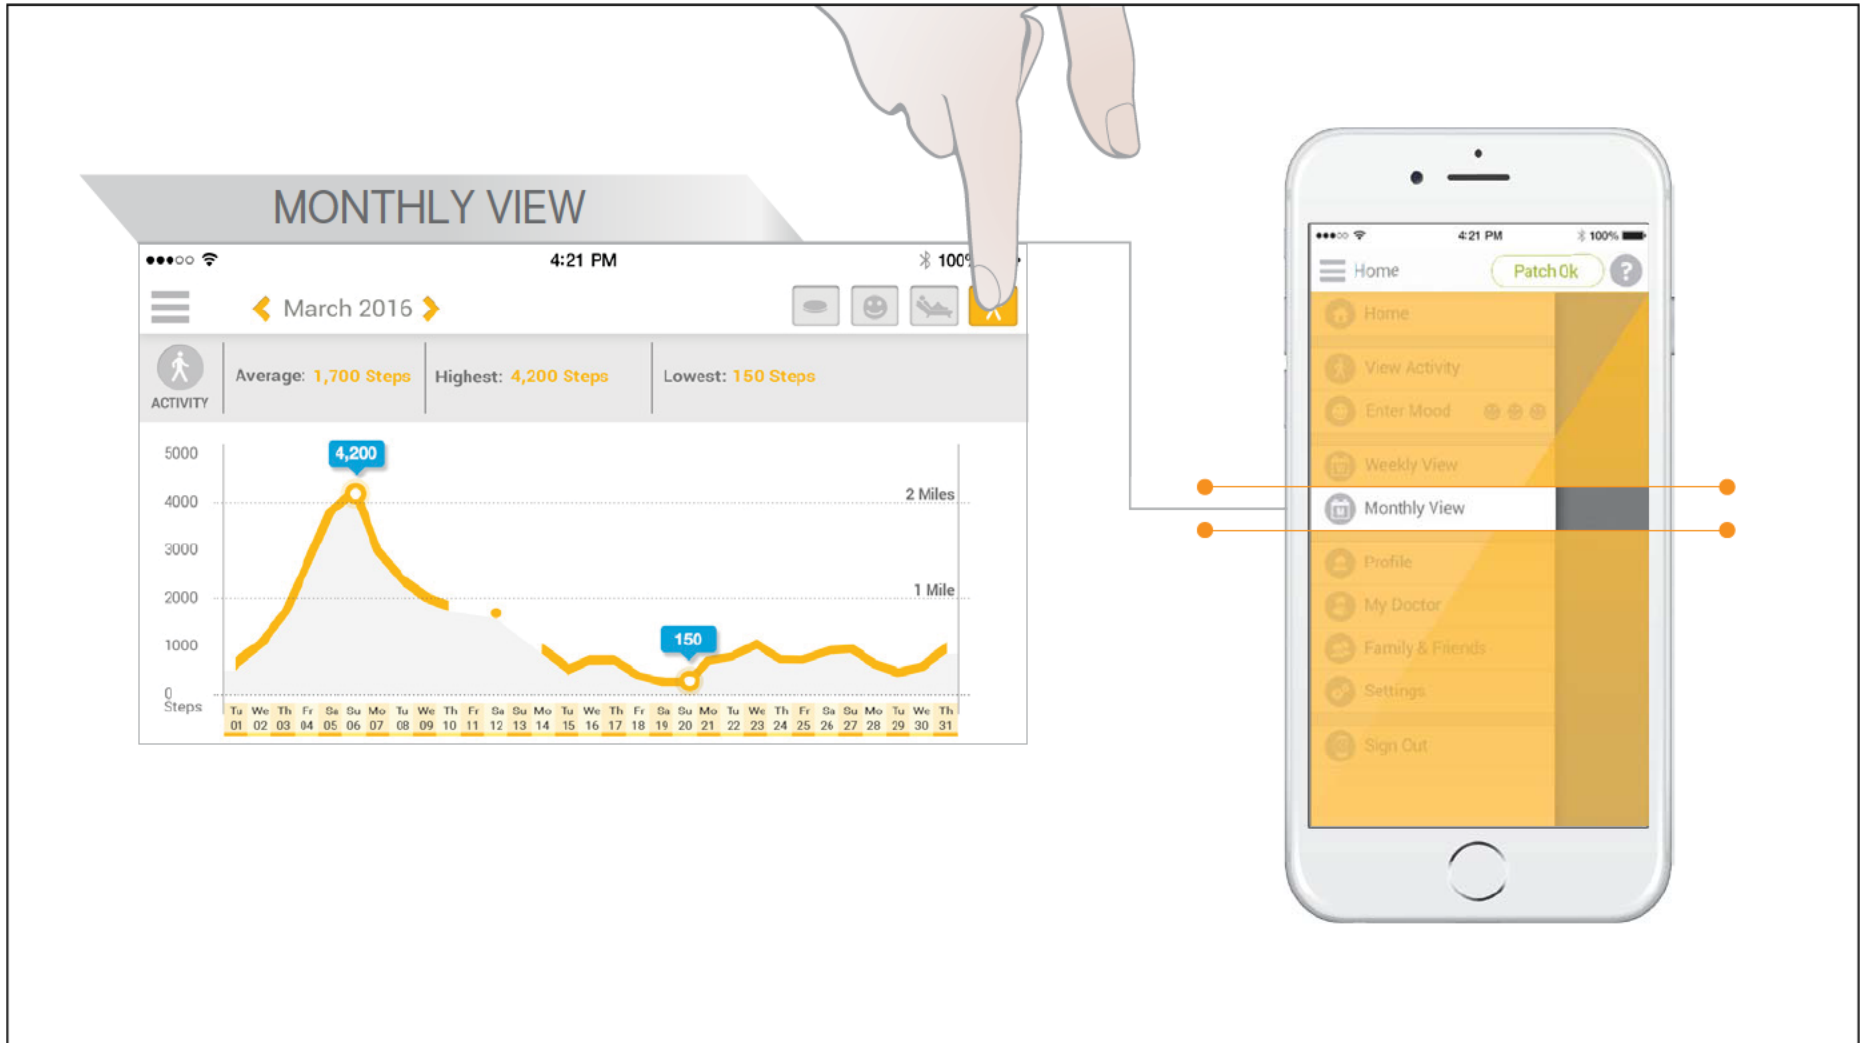 MONTHLY VIEW
4:21 PM 100%
March 2016
ACTIVITY
Average: 1,700 Steps
Highest: 4,200 Steps
Lowest: 150 Steps
5000
4000
3000
2000
1000
0
Steps
4,200
150
2 Miles
1 Mile
Tu We Th Fr Sa Su Mo Tu We Th Fr Sa Su Mo Tu We Th Fr Sa Su Mo Tu We Th Fr Sa Su Mo Tu We Th
01 02 03 04 05 06 07 08 09 10 11 12 13 14 15 16 17 18 19 20 21 22 23 24 25 26 27 28 29 30 31
4:21 PM 100%
Home Patch Ok ?
Home
View Activity
Enter Mood
Weekly View
M Monthly View
Profile
My Doctor
Family & Friends
Settings
Sign Out